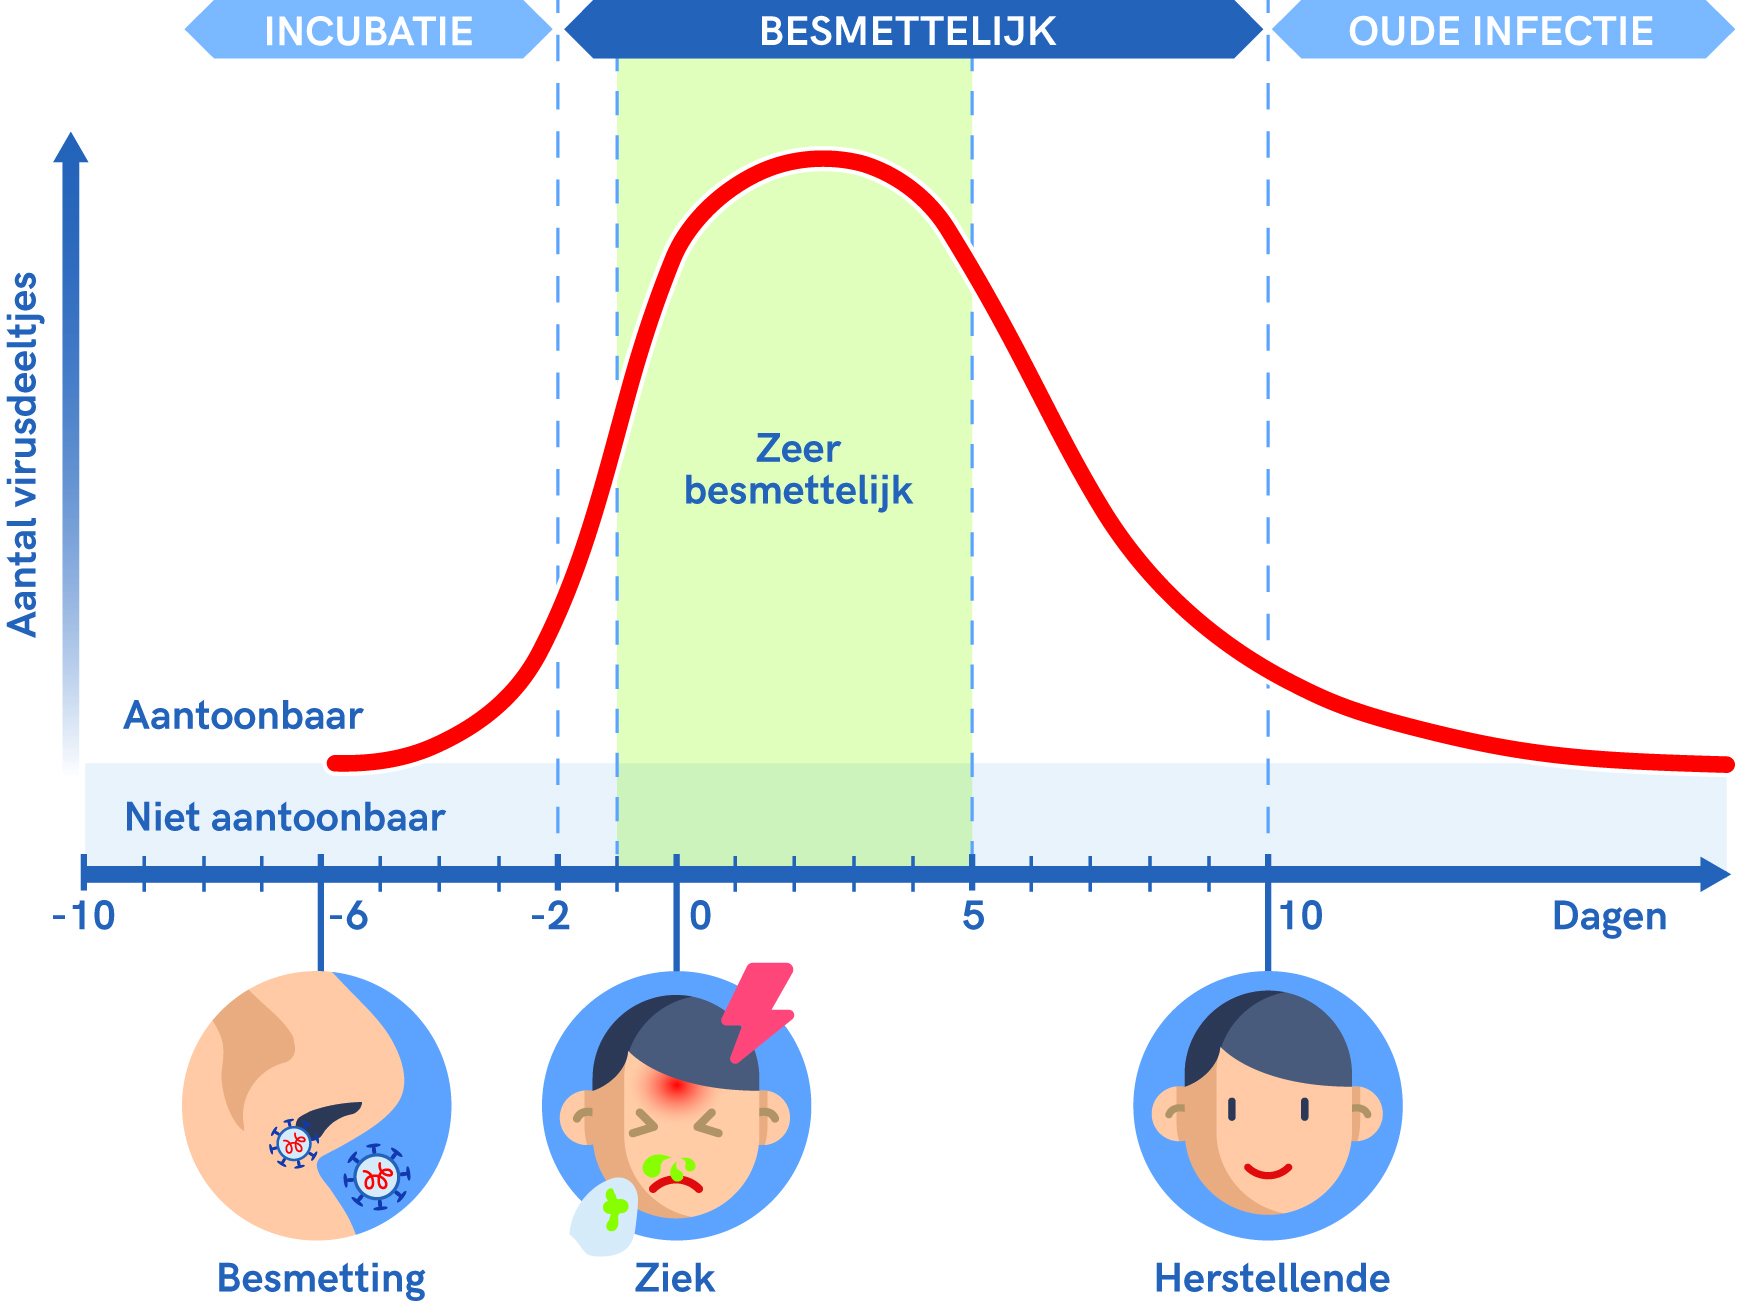 INCUBATIE
BESMETTELIJK
OUDE INFECTIE
Aantal virusdeeltjes
Zeer
besmettelijk
Aantoonbaar
Niet aantoonbaar
-10 -6 -2 0 5 10 Dagen
Besmetting
Ziek
Herstellende